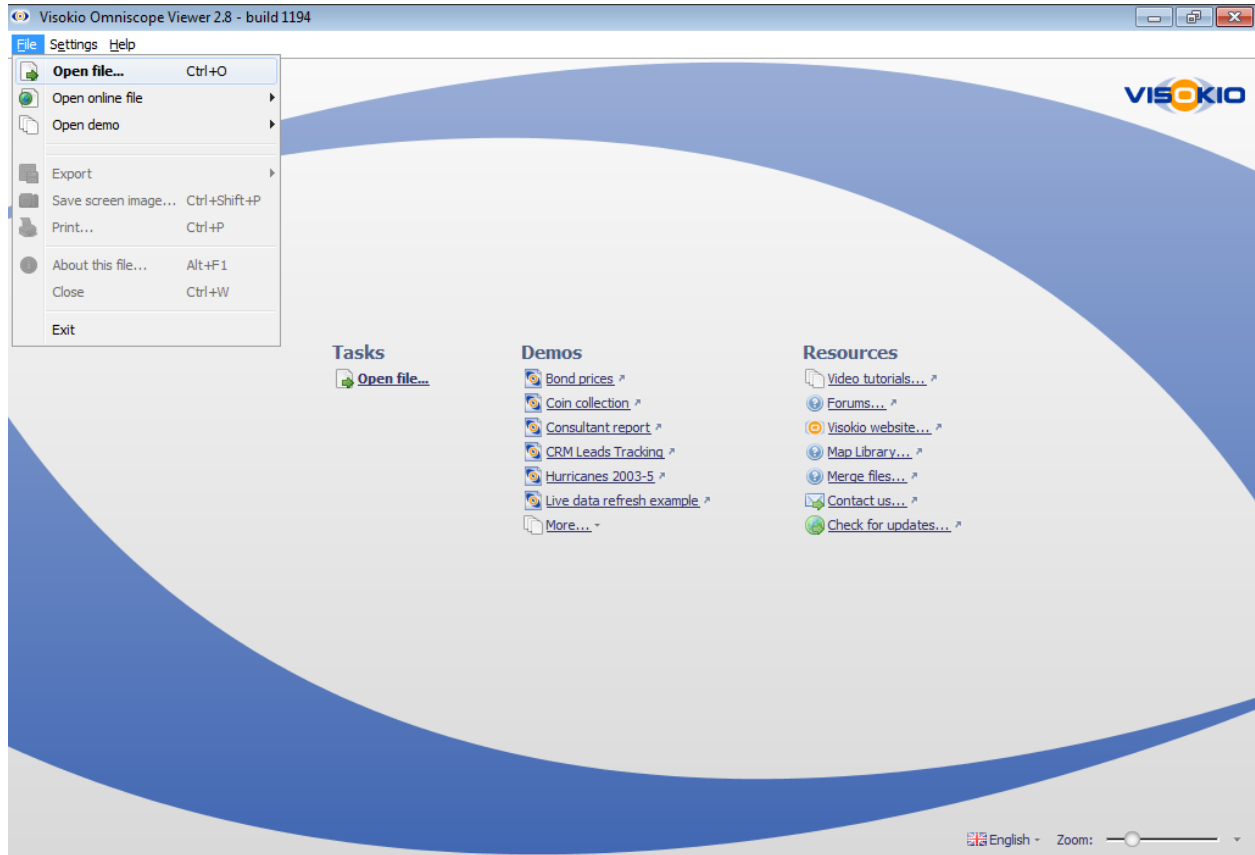 Visokio Omniscope Viewer 2.8 - build 1194
File Settings Help
Open file... Ctrl+O
Open online file
Open demo
Export
Save screen image... Ctrl+Shift+P
Print... Ctrl+P
About this file... Alt+F1
Close Ctrl+W
Exit
VISOKIO
Tasks
Open file...
Demos
Bond prices
Coin collection
Consultant report
CRM Leads Tracking
Hurricanes 2003-5
Live data refresh example
More...
Resources
Video tutorials...
Forums...
Visokio website...
Map Library...
Merge files...
Contact us...
Check for updates...
English Zoom: